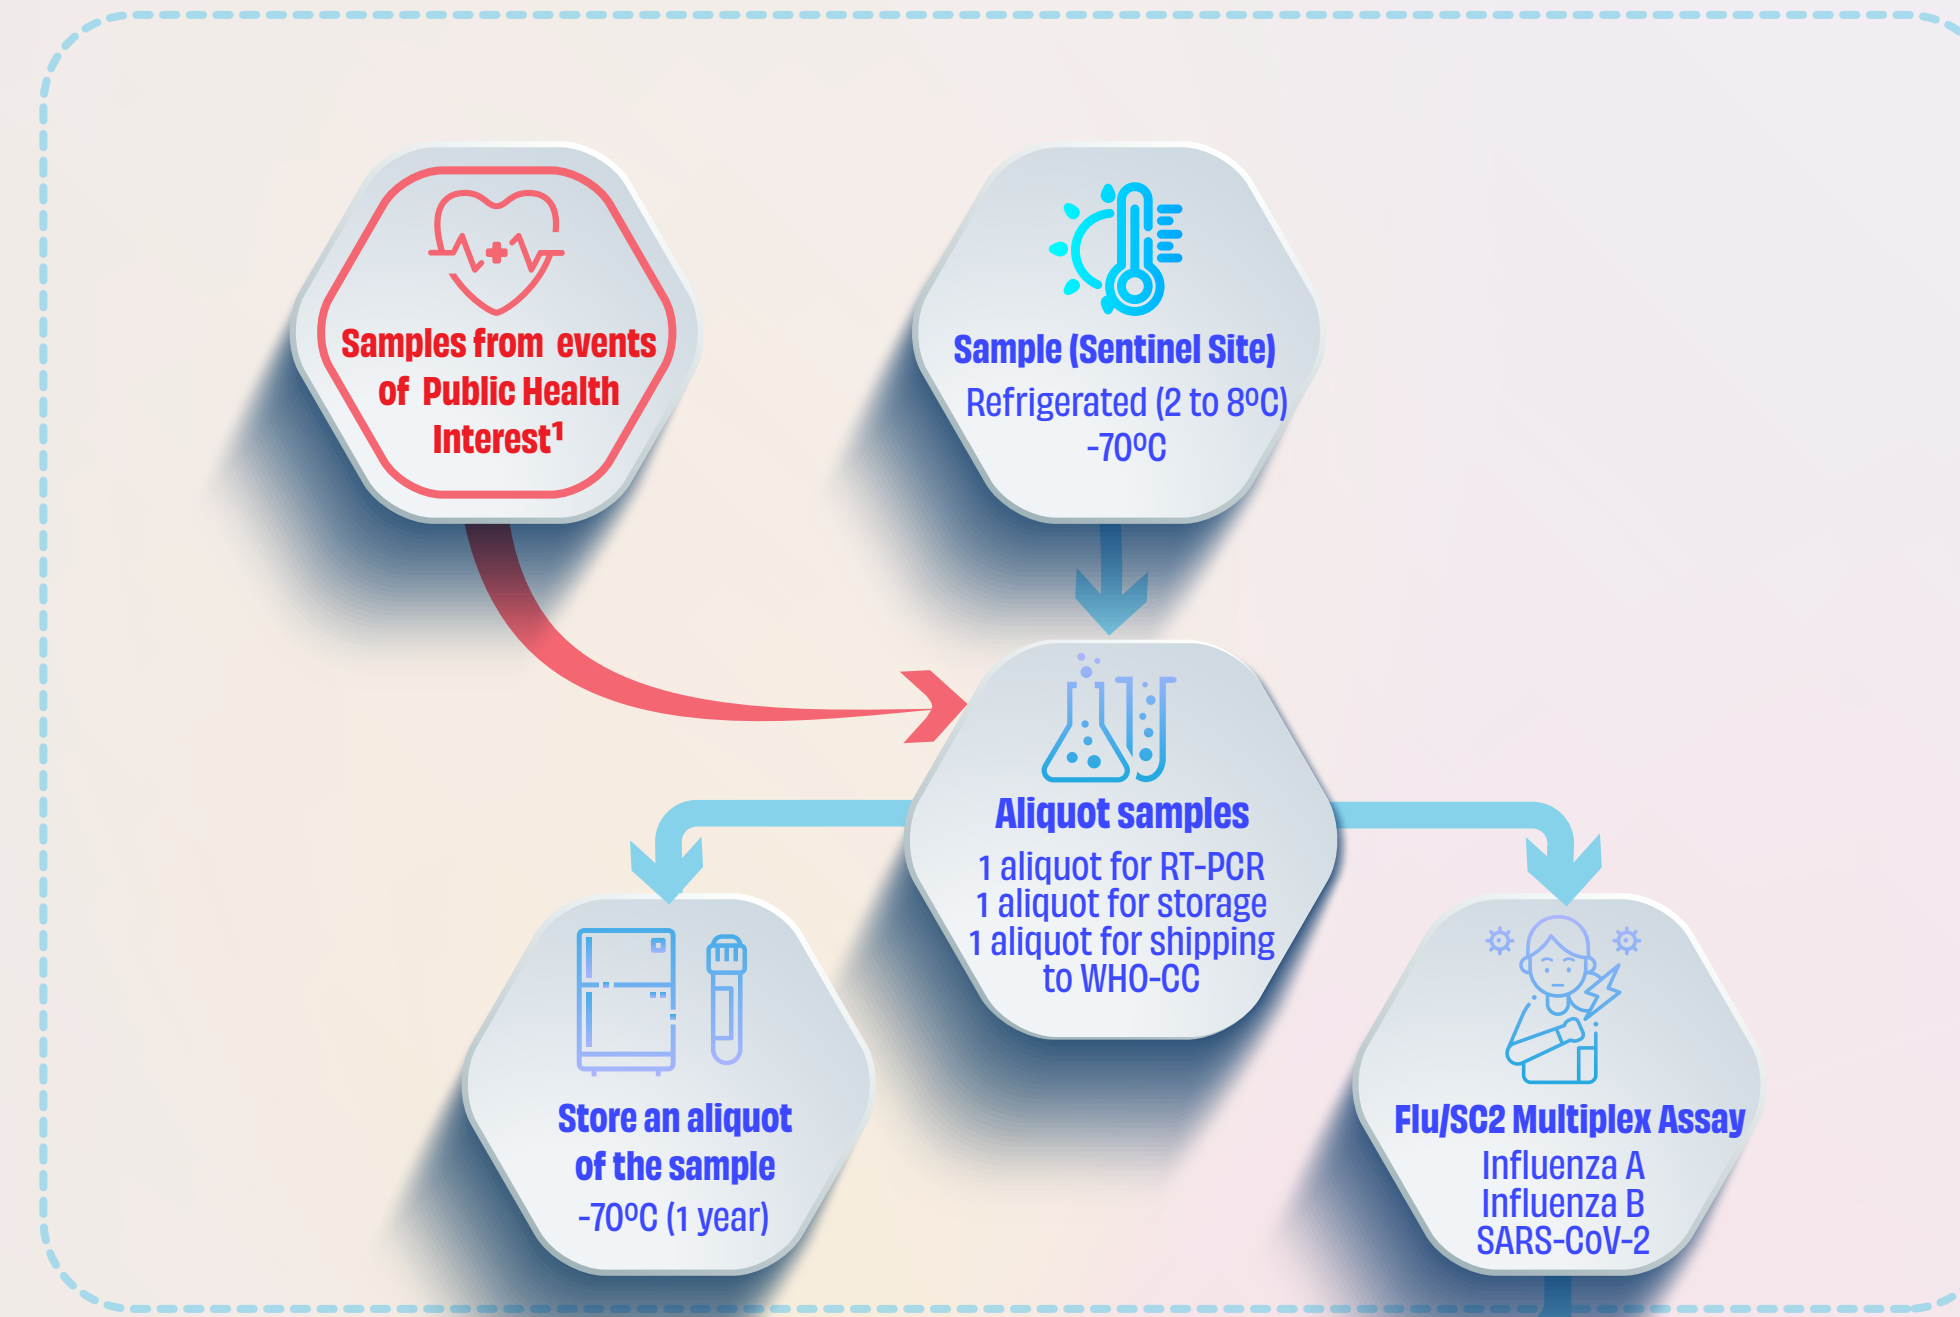 Samples from events
of Public Health
Interest¹
Sample (Sentinel Site)
Refrigerated (2 to 8ºC)
-70ºC
Aliquot samples
1 aliquot for RT-PCR
1 aliquot for storage
1 aliquot for shipping
to WHO-CC
Store an aliquot
of the sample
-70ºC (1 year)
Flu/SC2 Multiplex Assay
Influenza A
Influenza B
SARS-CoV-2